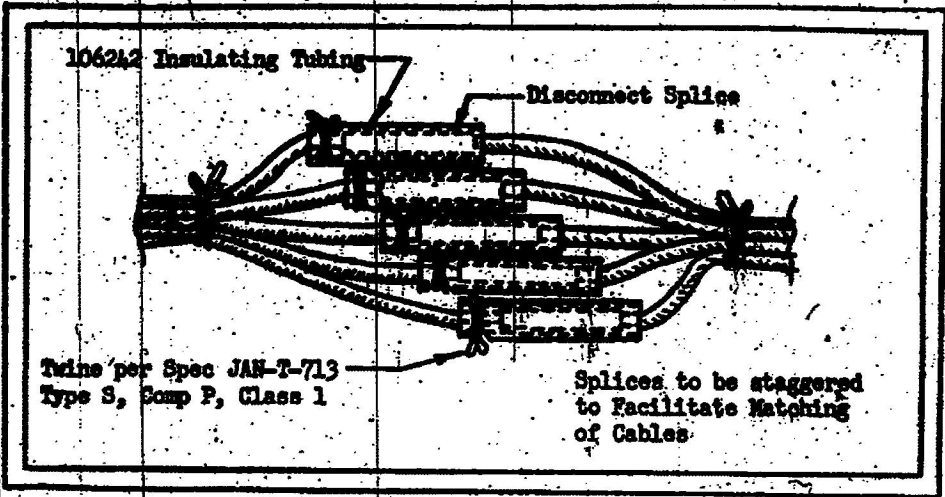 106242 Insulating Tubing
Disconnect Splice
Twine per Spec JAN-T-713
Type S, Comp P, Class 1
Splices to be staggered
to Facilitate Matching
of Cables